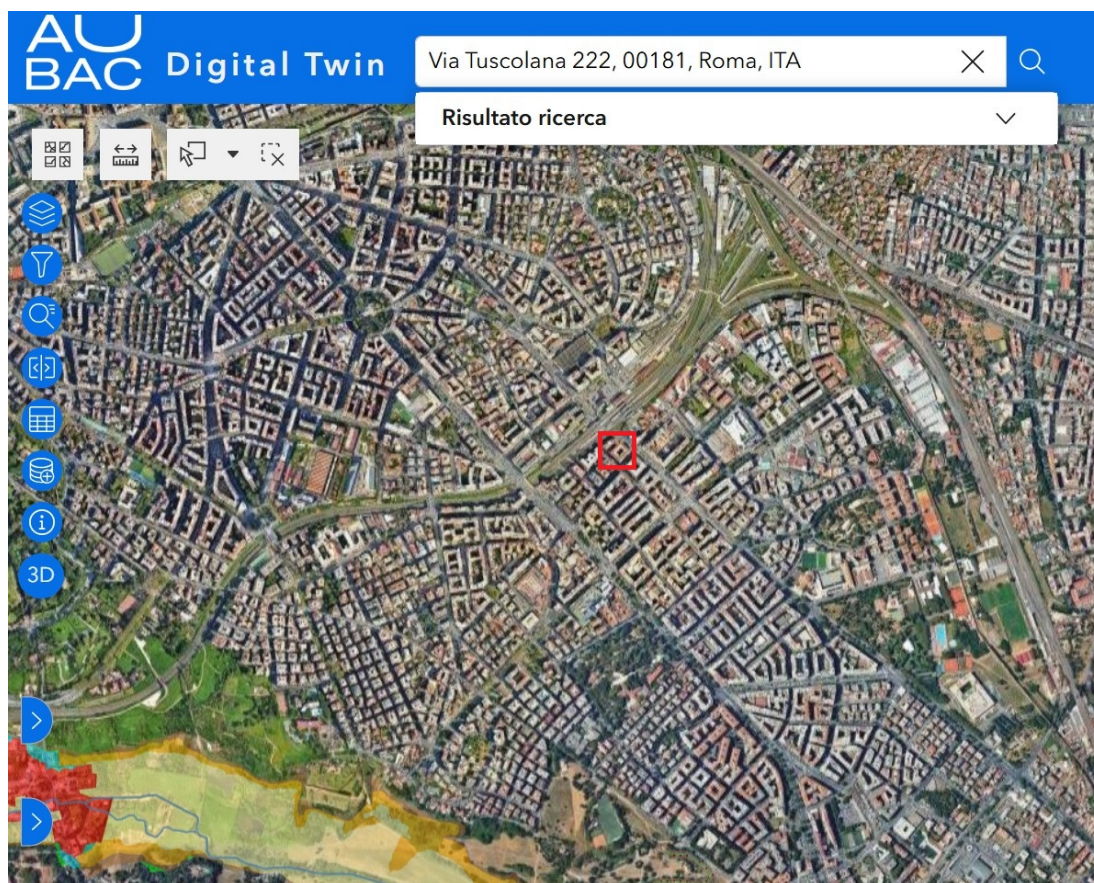 AU
BAC
Digital Twin
Via Tuscolana 222, 00181, Roma, ITA
Risultato ricerca
3D